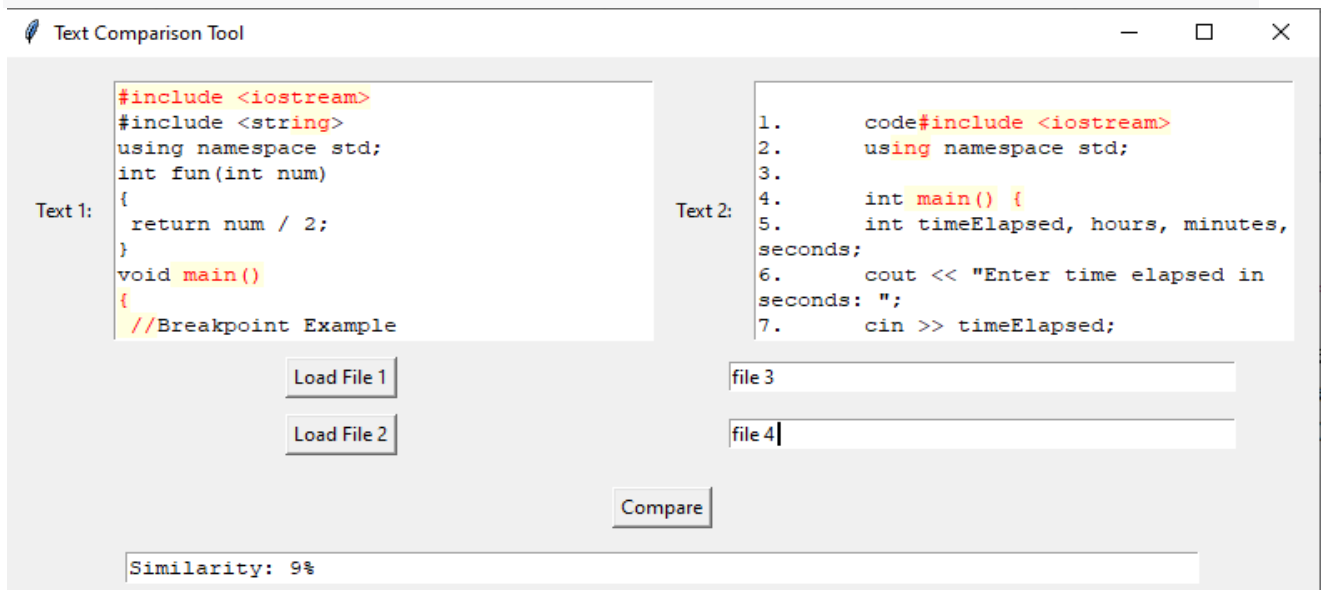 Text Comparison Tool
Text 1:
#include <iostream>
#include <string>
using namespace std;
int fun(int num)
{
 return num / 2;
}
void main()
{
 //Breakpoint Example
Text 2:
1.      code#include <iostream>
2.      using namespace std;
3.
4.      int main() {
5.      int timeElapsed, hours, minutes,
seconds;
6.      cout << "Enter time elapsed in
seconds: ";
7.      cin >> timeElapsed;
Load File 1
file 3
Load File 2
file 4
Compare
Similarity: 9%